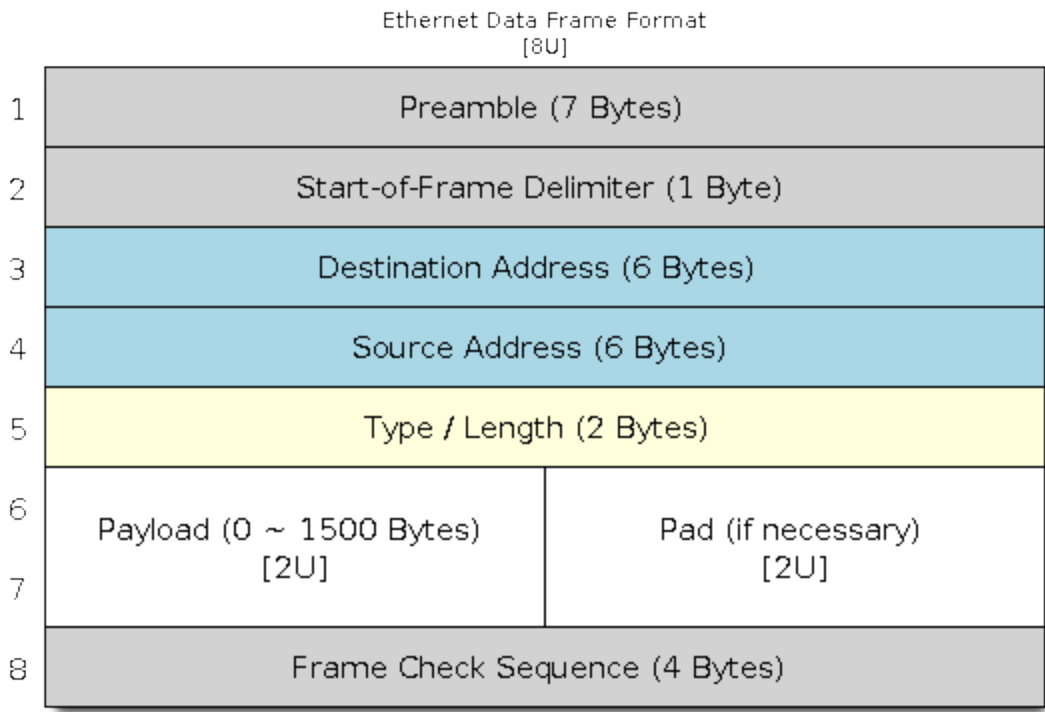 Ethernet Data Frame Format
[8U]
1
Preamble (7 Bytes)
2
Start-of-Frame Delimiter (1 Byte)
3
Destination Address (6 Bytes)
4
Source Address (6 Bytes)
5
Type / Length (2 Bytes)
6
Payload (0 ~ 1500 Bytes)
[2U]
Pad (if necessary)
[2U]
7
8
Frame Check Sequence (4 Bytes)